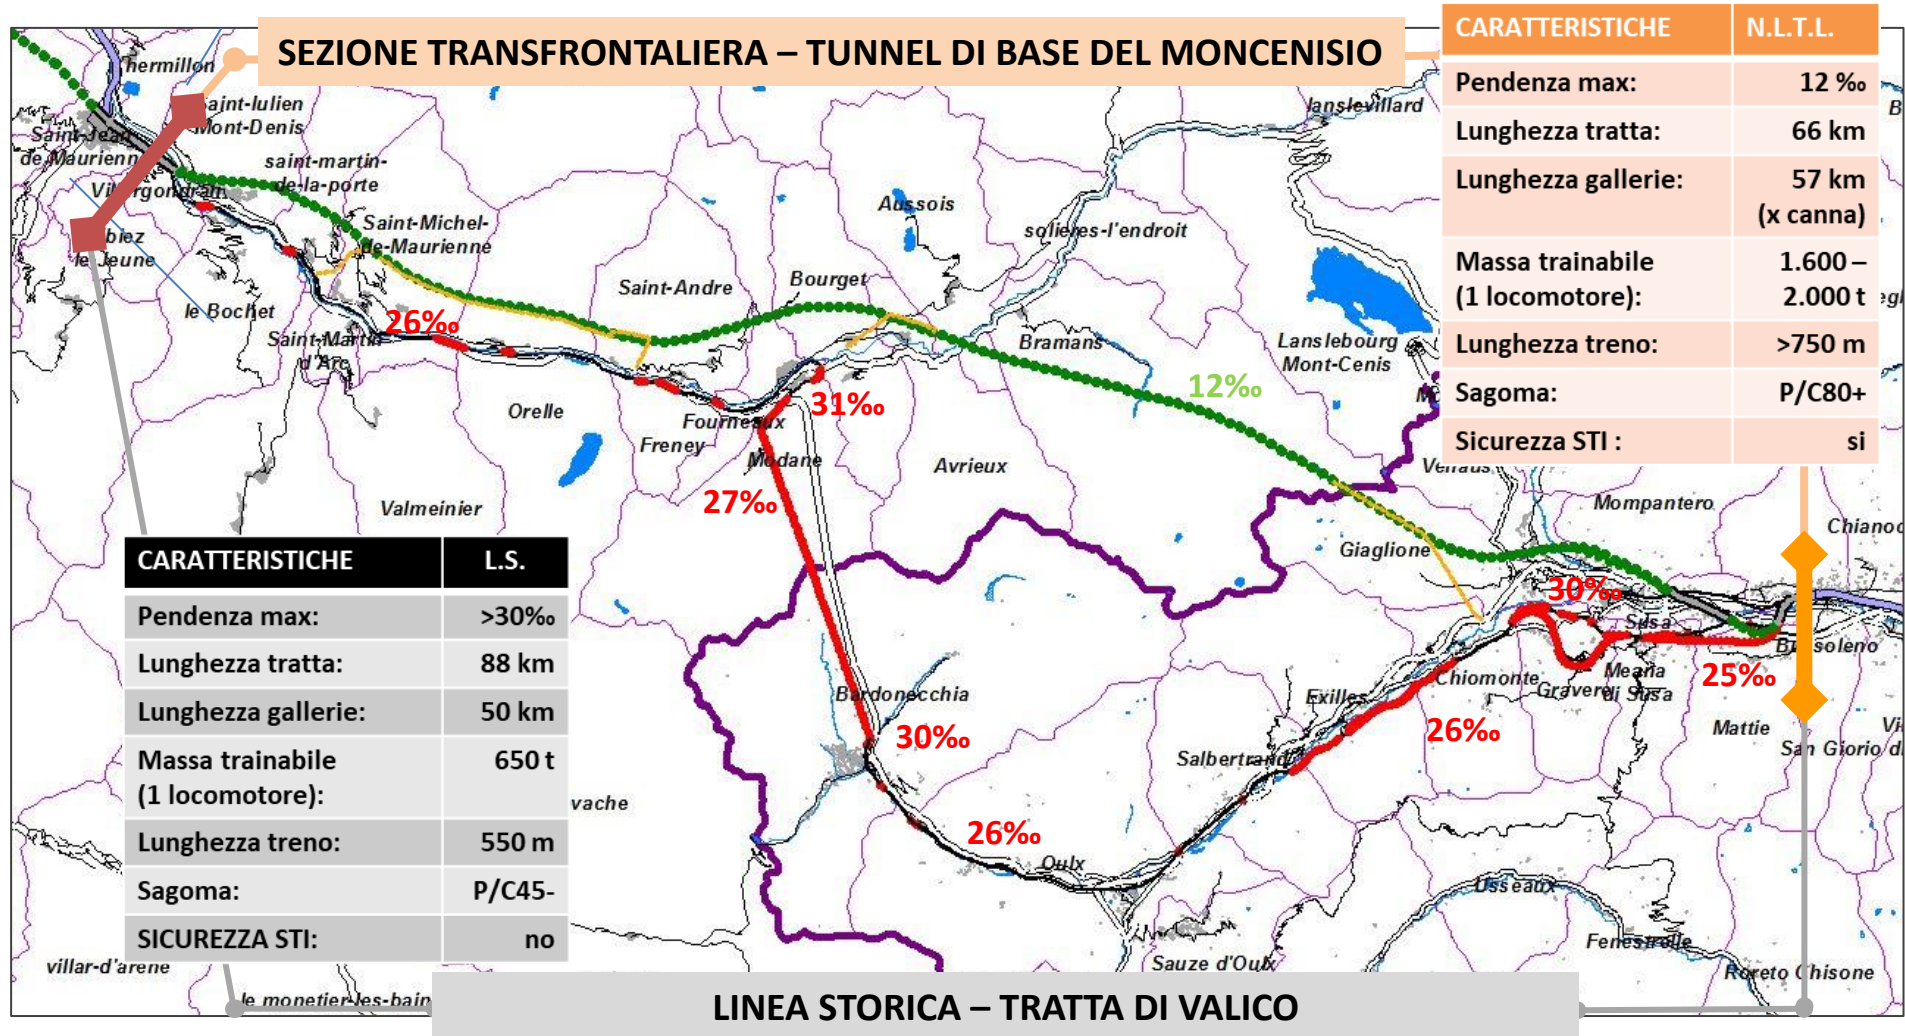 SEZIONE TRANSFRONTALIERA – TUNNEL DI BASE DEL MONCENISIO
CARATTERISTICHE N.L.T.L.
Pendenza max: 12 ‰
Lunghezza tratta: 66 km
Lunghezza gallerie: 57 km
(x canna)
Massa trainabile 1.600 –
(1 locomotore): 2.000 t
Lunghezza treno: >750 m
Sagoma: P/C80+
Sicurezza STI : si
hermillon
Saint-Julien
Mont-Denis
Saint-Jean
de-Maurienn
saint-martin-
de-la-porte
Villargondran
Saint-Michel-
de-Maurienne
biez
le Jeune
le Bochet
Saint-Martin
d'Arc
26‰
Saint-Andre
Bourget
Aussois
solieres-l'endroit
lanslevillard
Bramans
Lanslebourg
Mont-Cenis
12‰
31‰
Orelle
Fourneaux
Freney
Modane
Avrieux
27‰
Valmeinier
Mompantero
Chianoc
Giaglione
30‰
Susa
Bussoleno
25‰
Meana
di Susa
Gravere
Chiomonte
Exilles
26‰
Mattie
San Giorio d
Salbertrand
Bardonecchia
30‰
26‰
Oulx
vache
Usseaux
Fenestrelle
Roreto Chisone
Sauze d'Oulx
CARATTERISTICHE L.S.
Pendenza max: >30‰
Lunghezza tratta: 88 km
Lunghezza gallerie: 50 km
Massa trainabile 650 t
(1 locomotore):
Lunghezza treno: 550 m
Sagoma: P/C45-
SICUREZZA STI: no
villar-d'arene
le monetier-les-bain
LINEA STORICA – TRATTA DI VALICO